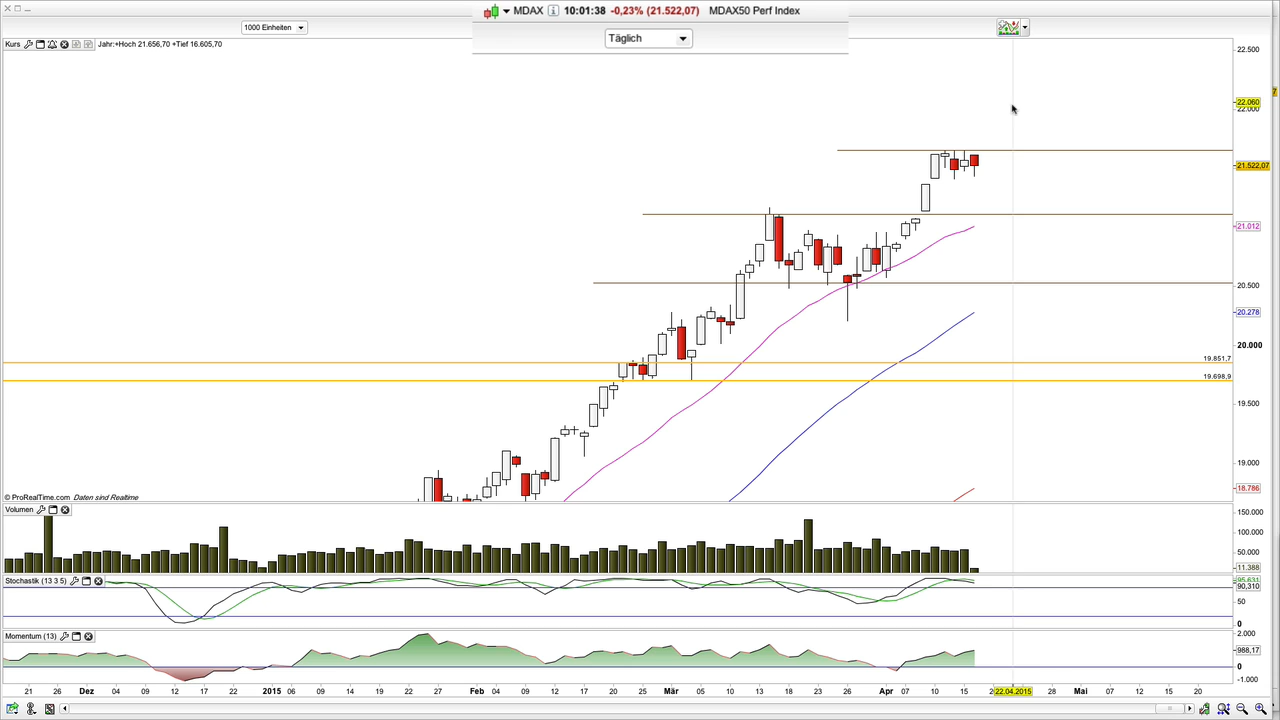 MDAX 10:01:38 -0,23% (21.522,07) MDAX50 Perf Index
1000 Einheiten
Täglich
Kurs Jahr:+Hoch 21.656,70 +Tief 16.605,70
22.500
22.060
22.000
21.522,07
21.012
20.500
20.278
20.000
19.851,7
19.698,9
19.500
19.000
18.786
© ProRealTime.com Daten sind Realtime
Volumen
150.000
100.000
50.000
11.388
Stochastik (13 3 5)
90,310
50
0
Momentum (13)
2.000
988,17
0
-1.000
21 26 Dez 04 09 12 17 22 2015 06 09 14 19 22 27 Feb 04 09 12 17 20 25 Mär 05 10 13 18 23 26 Apr 07 10 15 22.04.2015 28 Mai 07 12 15 20